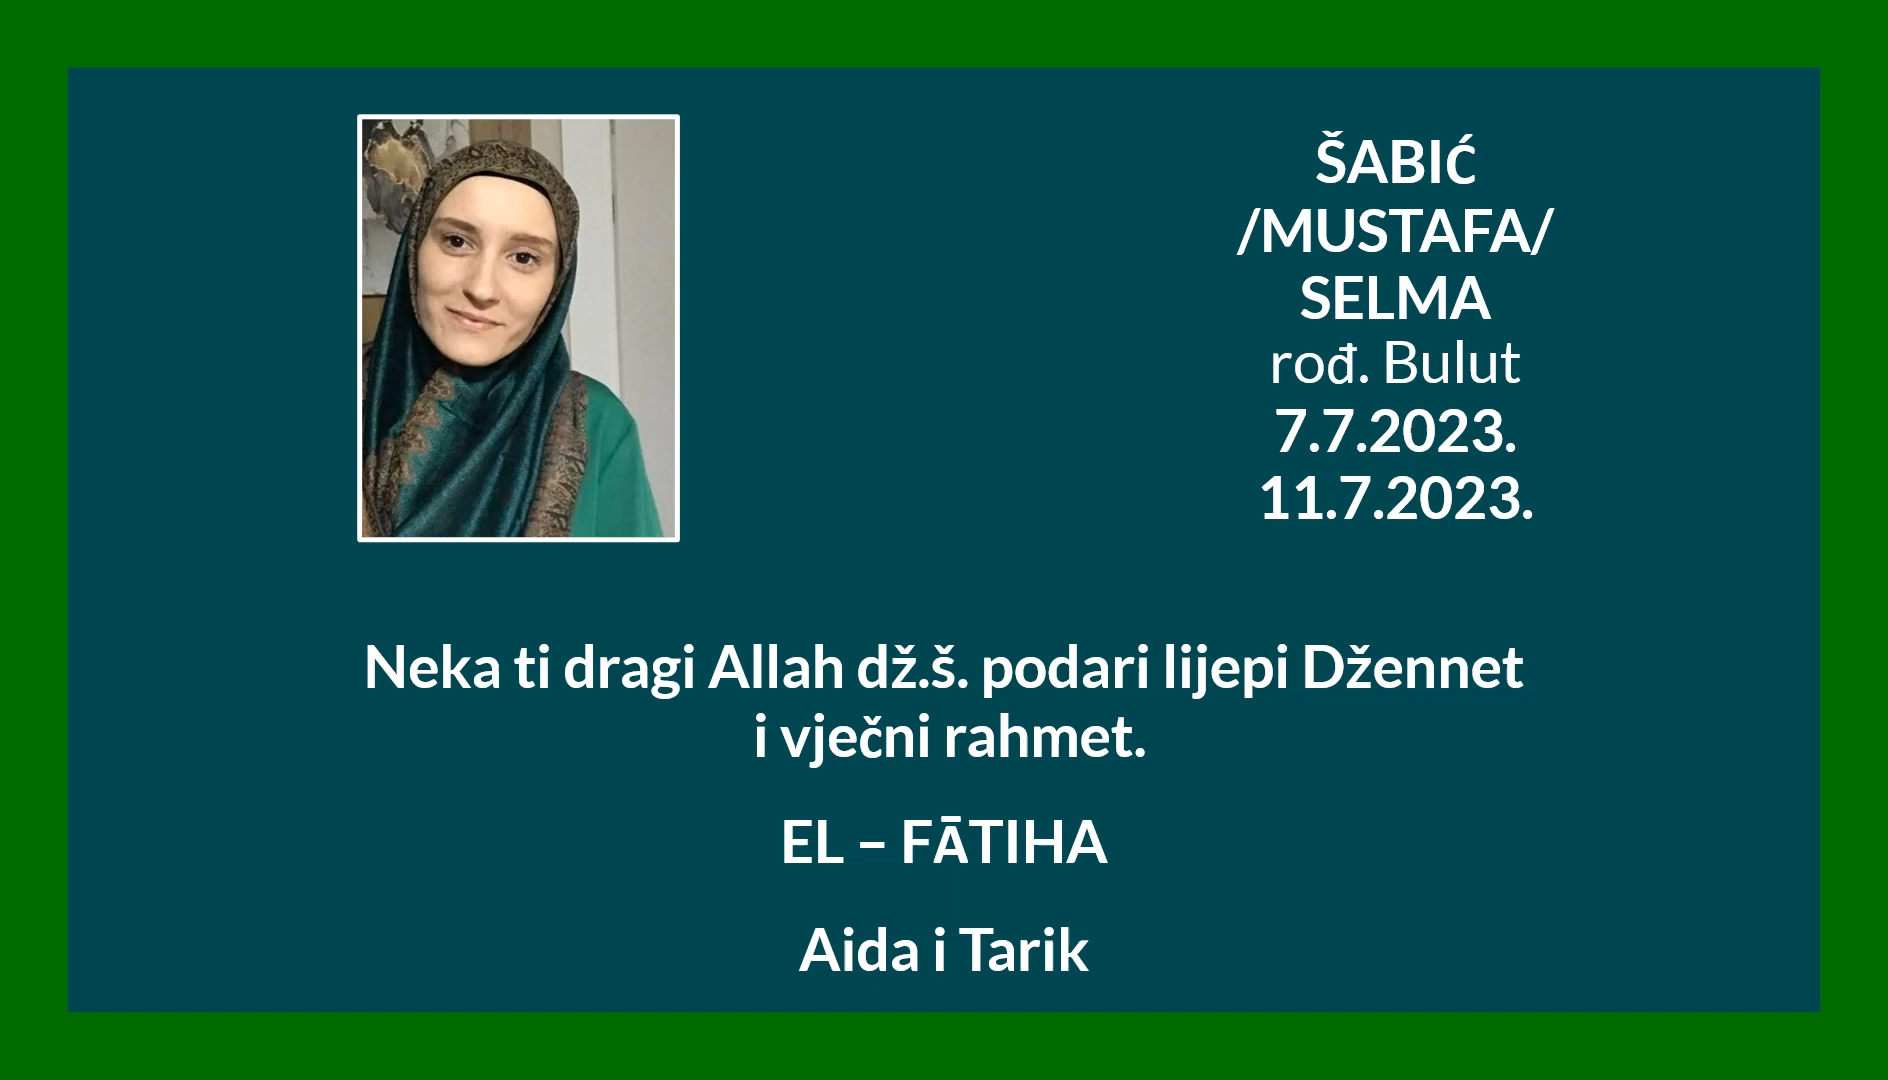 ŠABIĆ
/MUSTAFA/
SELMA
rođ. Bulut
7.7.2023.
11.7.2023.
Neka ti dragi Allah dž.š. podari lijepi Džennet
i vječni rahmet.
EL – FĀTIHA
Aida i Tarik